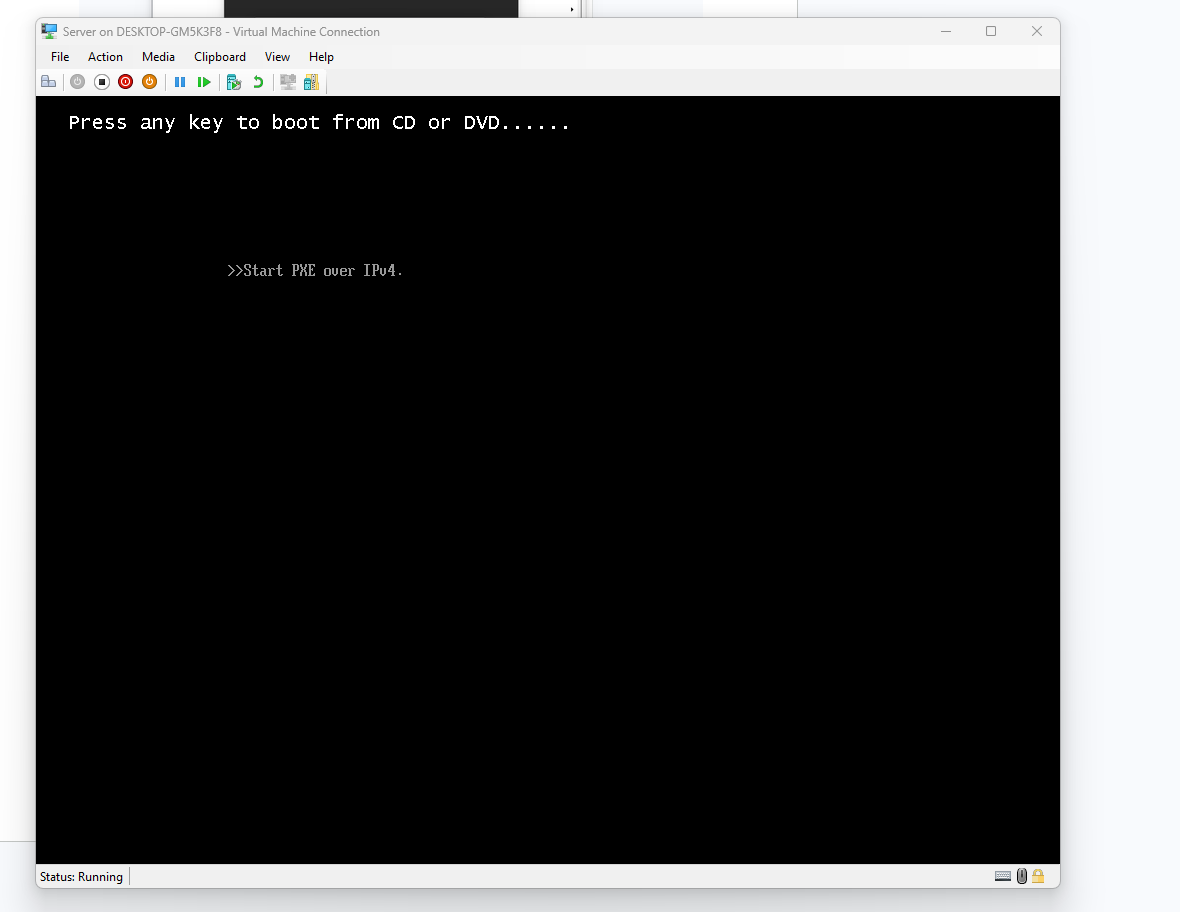 Server on DESKTOP-GM5K3F8 - Virtual Machine Connection
File Action Media Clipboard View Help
Press any key to boot from CD or DVD......
>>Start PXE over IPv4.
Status: Running